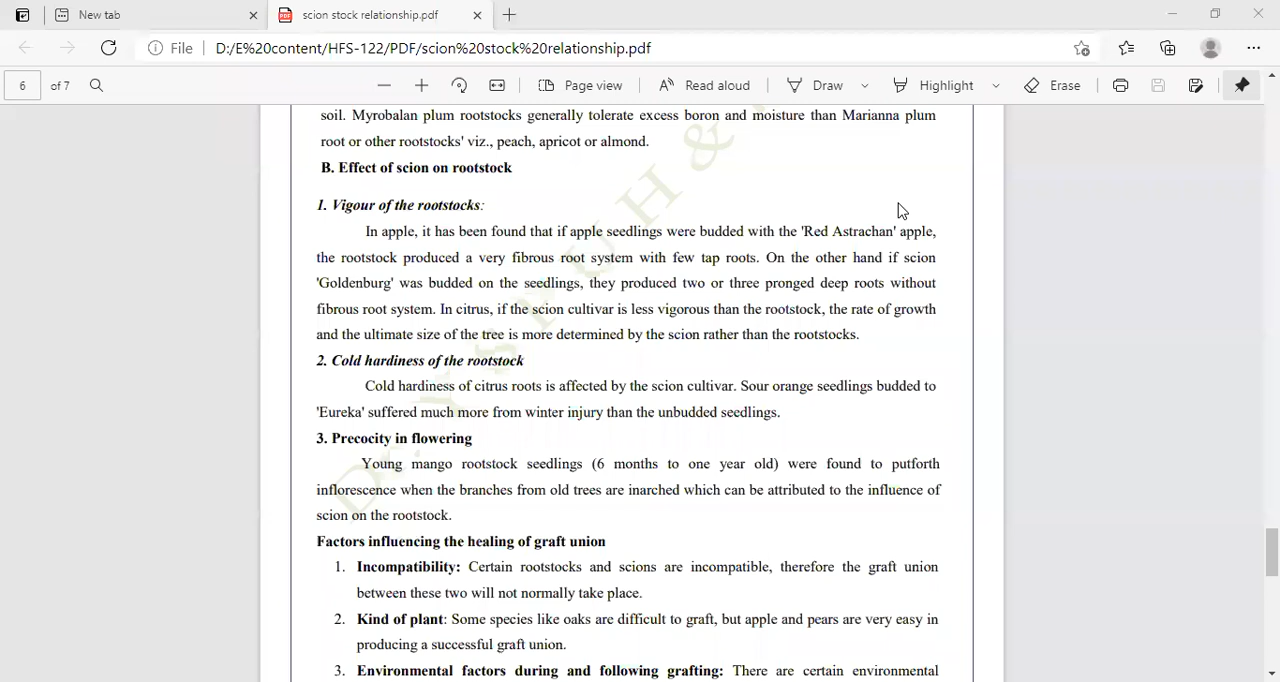 New tab
scion stock relationship.pdf
File
D:/E%20content/HFS-122/PDF/scion%20stock%20relationship.pdf
6 of 7
Page view
Read aloud
Draw
Highlight
Erase
soil. Myrobalan plum rootstocks generally tolerate excess boron and moisture than Marianna plum
root or other rootstocks' viz., peach, apricot or almond.
B. Effect of scion on rootstock
1. Vigour of the rootstocks:
In apple, it has been found that if apple seedlings were budded with the 'Red Astrachan' apple,
the rootstock produced a very fibrous root system with few tap roots. On the other hand if scion
'Goldenburg' was budded on the seedlings, they produced two or three pronged deep roots without
fibrous root system. In citrus, if the scion cultivar is less vigorous than the rootstock, the rate of growth
and the ultimate size of the tree is more determined by the scion rather than the rootstocks.
2. Cold hardiness of the rootstock
Cold hardiness of citrus roots is affected by the scion cultivar. Sour orange seedlings budded to
'Eureka' suffered much more from winter injury than the unbudded seedlings.
3. Precocity in flowering
Young mango rootstock seedlings (6 months to one year old) were found to putforth
inflorescence when the branches from old trees are inarched which can be attributed to the influence of
scion on the rootstock.
Factors influencing the healing of graft union
1. Incompatibility: Certain rootstocks and scions are incompatible, therefore the graft union
between these two will not normally take place.
2. Kind of plant: Some species like oaks are difficult to graft, but apple and pears are very easy in
producing a successful graft union.
3. Environmental factors during and following grafting: There are certain environmental